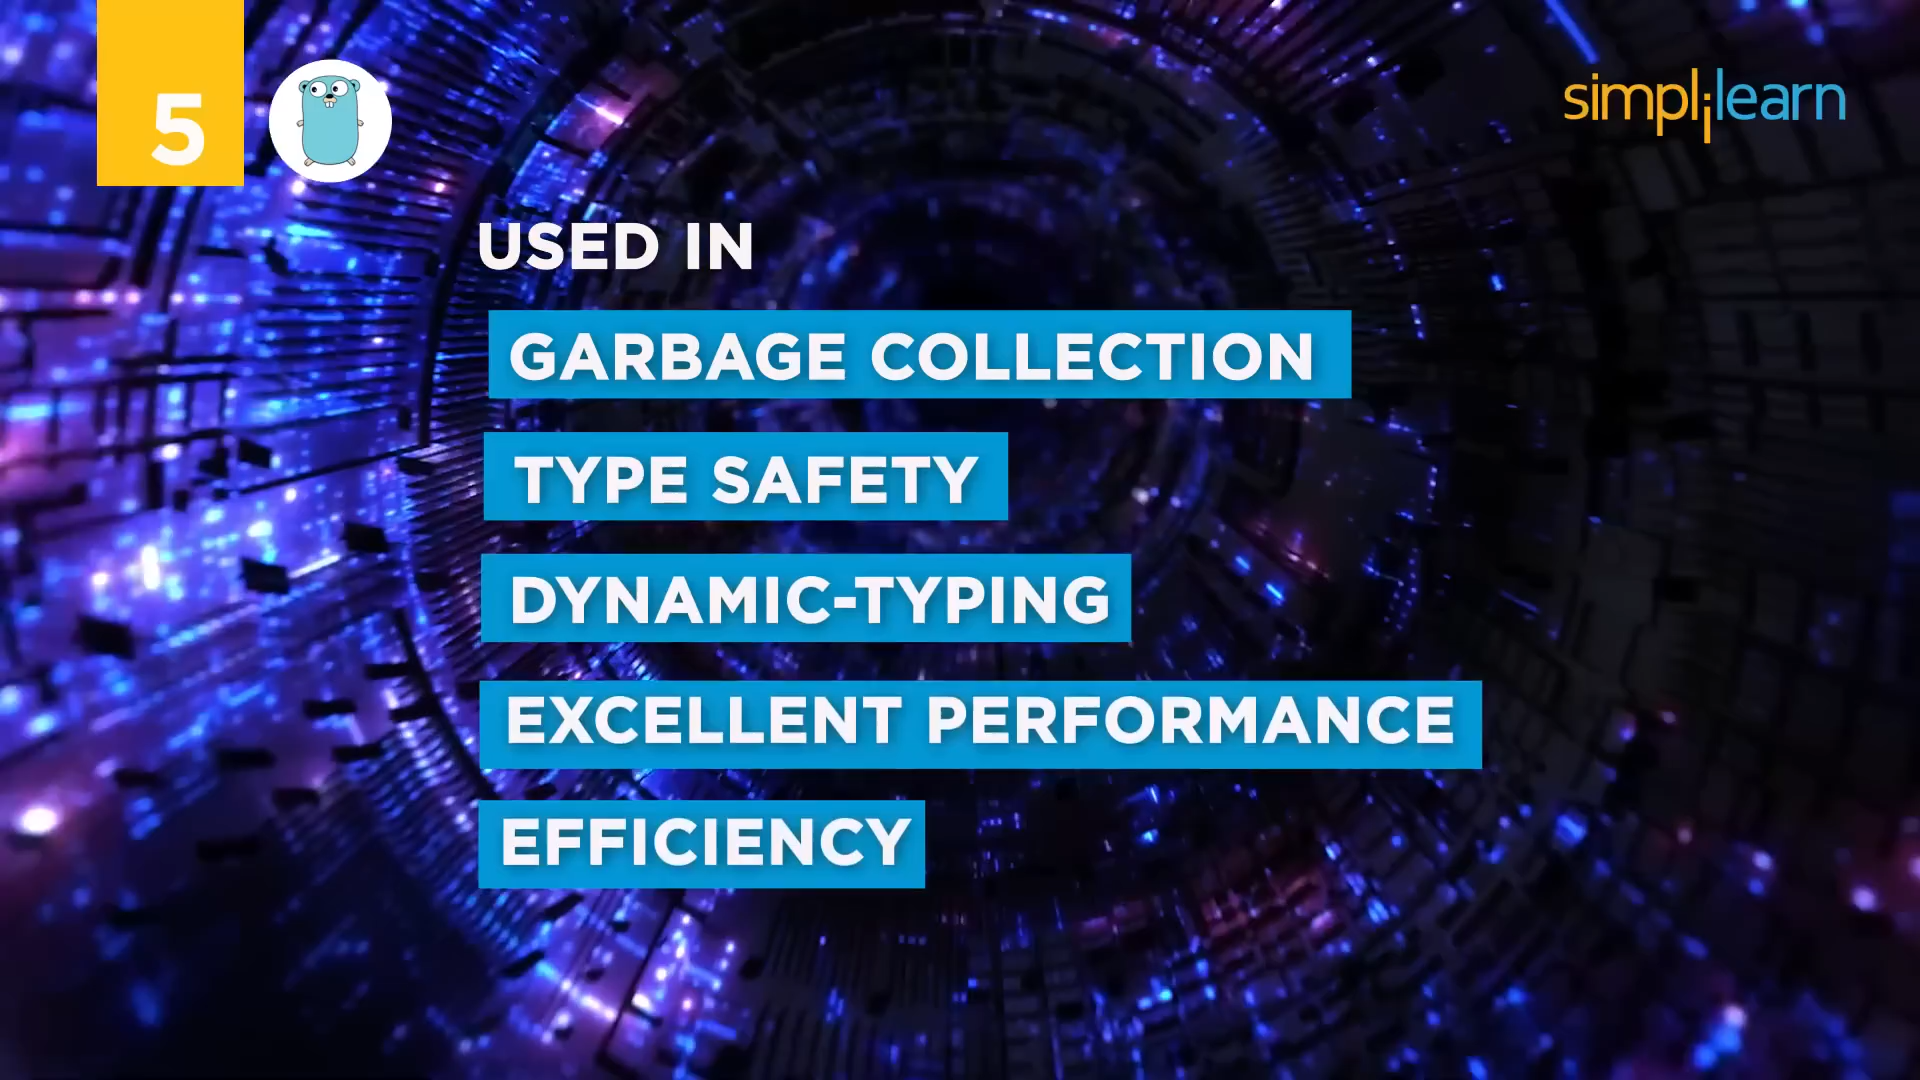 5
simplilearn
USED IN
GARBAGE COLLECTION
TYPE SAFETY
DYNAMIC-TYPING
EXCELLENT PERFORMANCE
EFFICIENCY